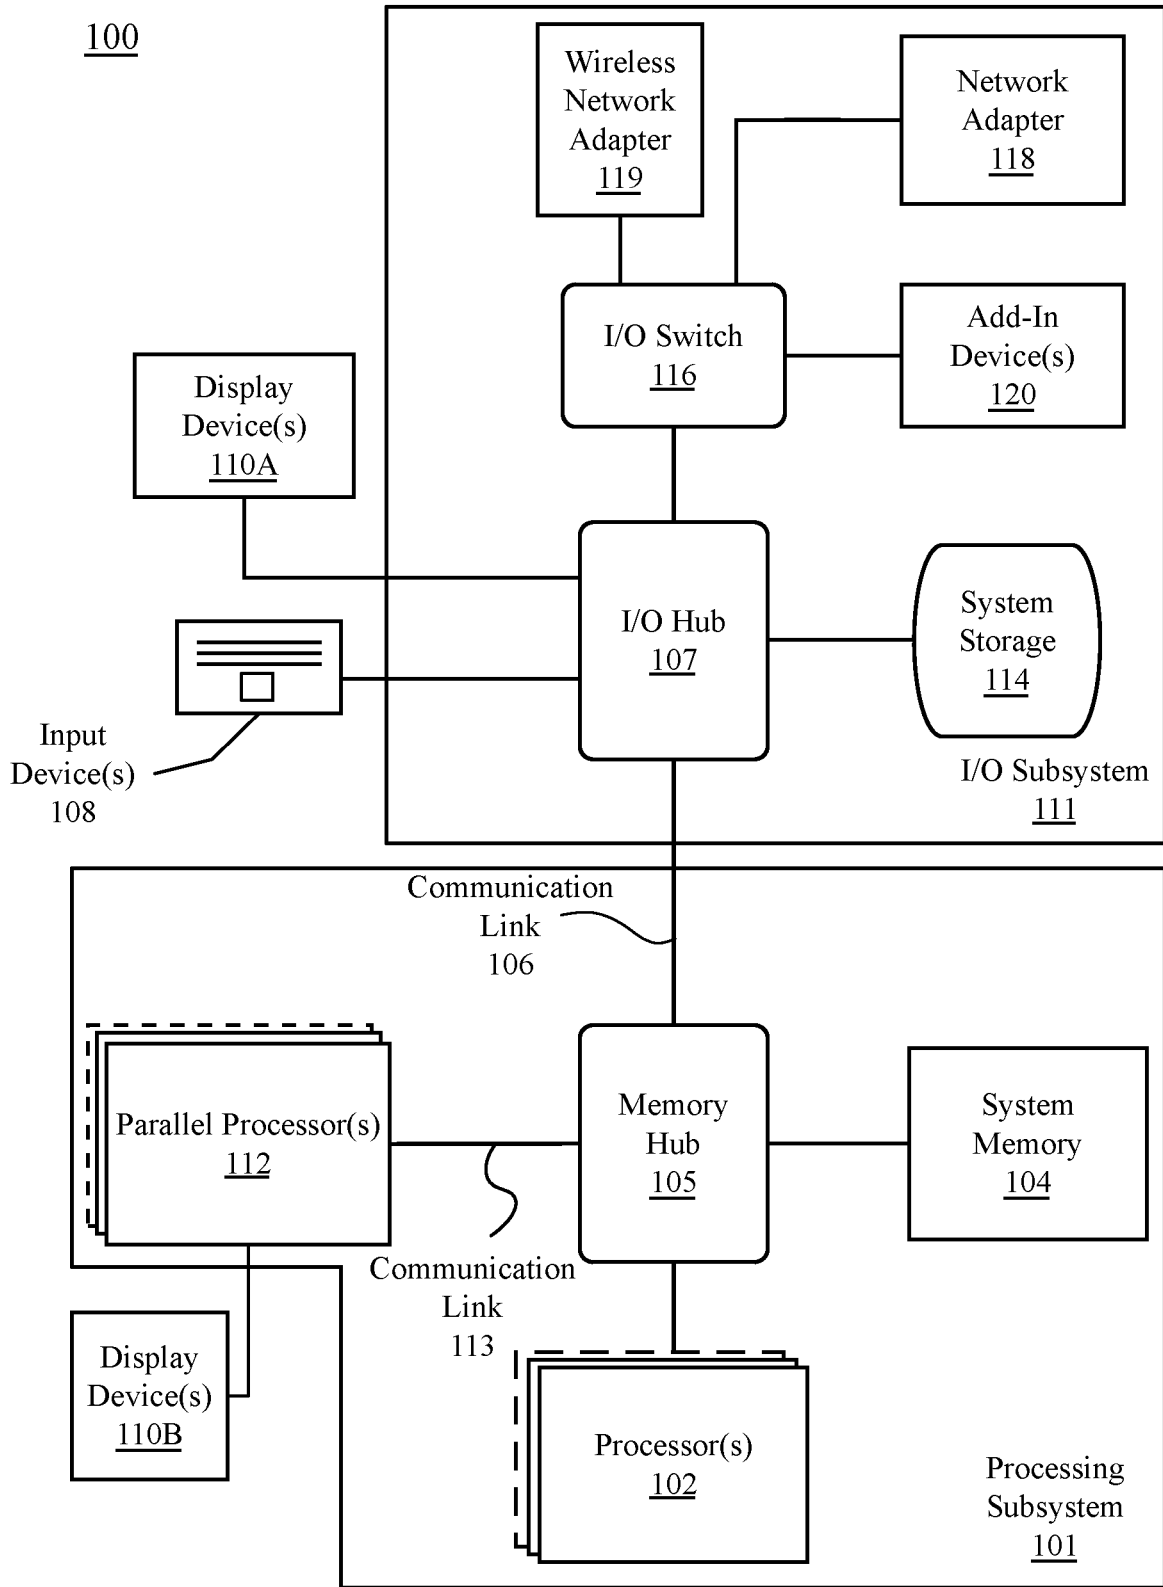 100
Wireless
Network
Adapter
119
Network
Adapter
118
I/O Switch
116
Add-In
Device(s)
120
Display
Device(s)
110A
I/O Hub
107
System
Storage
114
Input
Device(s)
108
I/O Subsystem
111
Communication
Link
106
Parallel Processor(s)
112
Memory
Hub
105
System
Memory
104
Communication
Link
113
Display
Device(s)
110B
Processor(s)
102
Processing
Subsystem
101